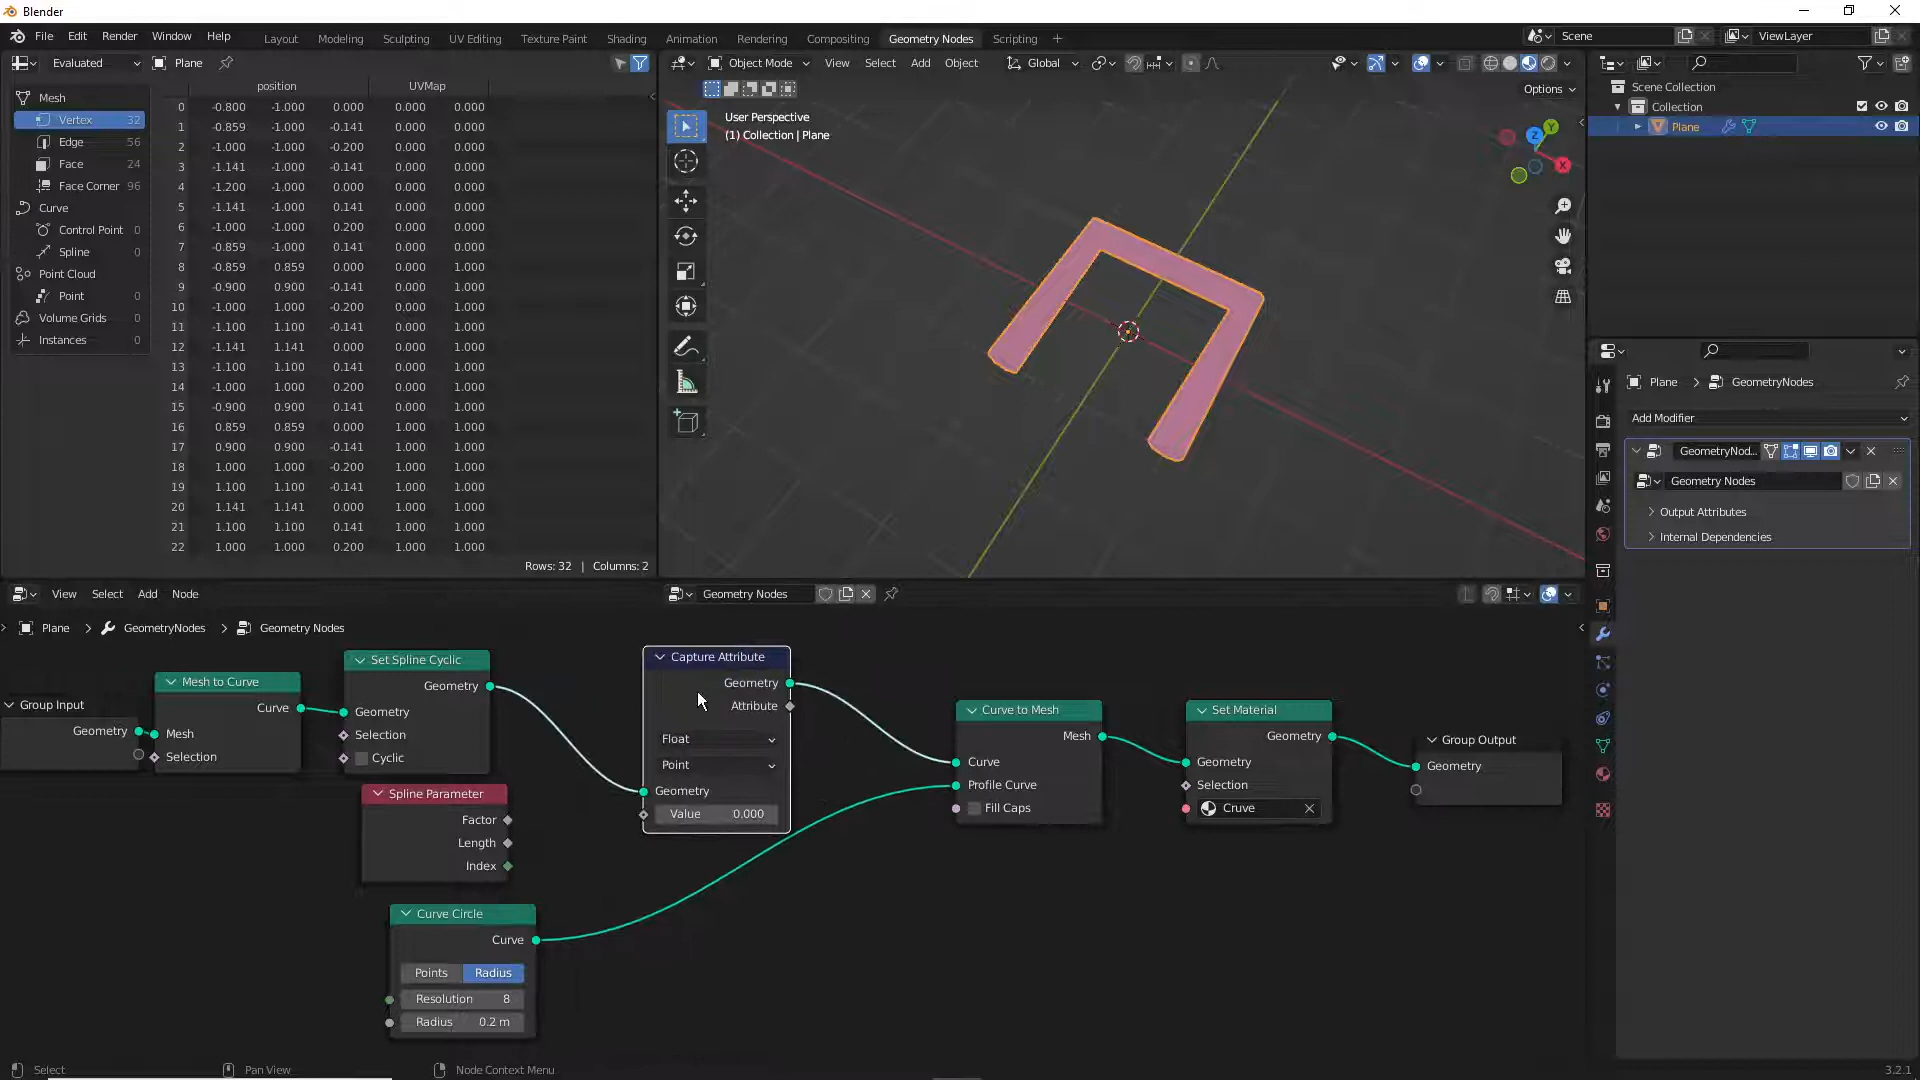 Blender
File Edit Render Window Help Layout Modeling Sculpting UV Editing Texture Paint Shading Animation Rendering Compositing Geometry Nodes Scripting + Scene ViewLayer
Evaluated Plane
Object Mode View Select Add Object Global
Options
position UVMap
Mesh
Vertex 32
Edge 56
Face 24
Face Corner 96
Curve
Control Point 0
Spline 0
Point Cloud
Point 0
Volume Grids 0
Instances 0
0 -0.800 -1.000 0.000 0.000 0.000
1 -0.859 -1.000 -0.141 0.000 0.000
2 -1.000 -1.000 -0.200 0.000 0.000
3 -1.141 -1.000 -0.141 0.000 0.000
4 -1.200 -1.000 0.000 0.000 0.000
5 -1.141 -1.000 0.141 0.000 0.000
6 -1.000 -1.000 0.200 0.000 0.000
7 -0.859 -1.000 0.141 0.000 0.000
8 -0.859 0.859 0.000 0.000 1.000
9 -0.900 0.900 -0.141 0.000 1.000
10 -1.000 1.000 -0.200 0.000 1.000
11 -1.100 1.100 -0.141 0.000 1.000
12 -1.141 1.141 0.000 0.000 1.000
13 -1.100 1.100 0.141 0.000 1.000
14 -1.000 1.000 0.200 0.000 1.000
15 -0.900 0.900 0.141 0.000 1.000
16 0.859 0.859 0.000 1.000 1.000
17 0.900 0.900 -0.141 1.000 1.000
18 1.000 1.000 -0.200 1.000 1.000
19 1.100 1.100 -0.141 1.000 1.000
20 1.141 1.141 0.000 1.000 1.000
21 1.100 1.100 0.141 1.000 1.000
22 1.000 1.000 0.200 1.000 1.000
Rows: 32 | Columns: 2
User Perspective
(1) Collection | Plane
Z
Y
X
Scene Collection
Collection
Plane
Plane > GeometryNodes
Add Modifier
GeometryNod...
Geometry Nodes
Output Attributes
Internal Dependencies
View Select Add Node
Geometry Nodes
Plane > GeometryNodes > Geometry Nodes
Group Input
Geometry
Mesh to Curve
Curve
Mesh
Selection
Set Spline Cyclic
Geometry
Geometry
Selection
Cyclic
Spline Parameter
Factor
Length
Index
Curve Circle
Curve
Points Radius
Resolution 8
Radius 0.2 m
Capture Attribute
Geometry
Attribute
Float
Point
Geometry
Value 0.000
Curve to Mesh
Mesh
Curve
Profile Curve
Fill Caps
Set Material
Geometry
Geometry
Selection
Cruve
Group Output
Geometry
Select Pan View Node Context Menu 3.2.1